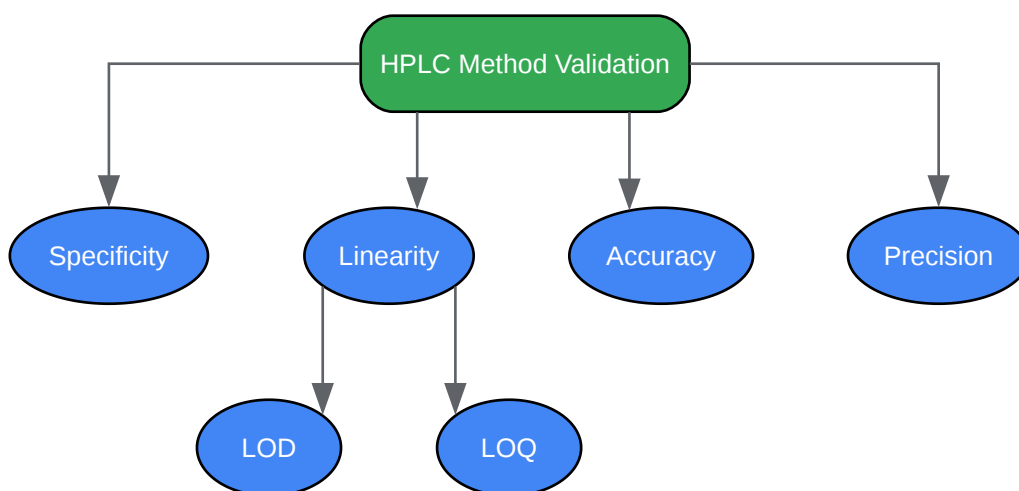 HPLC Method Validation
Specificity
Linearity
Accuracy
Precision
LOD
LOQ